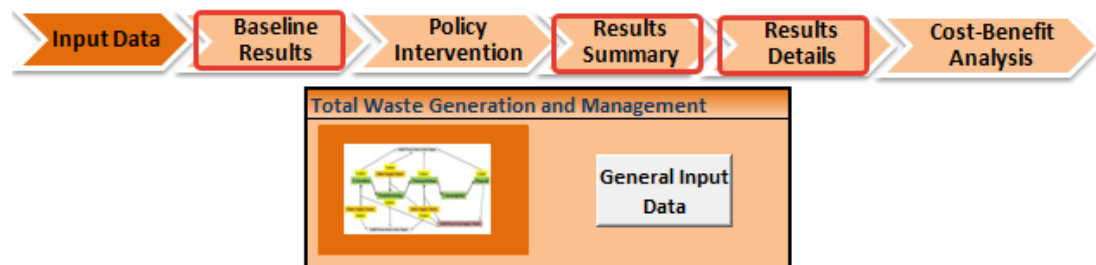 Input Data
Baseline
Results
Policy
Intervention
Results
Summary
Results
Details
Cost-Benefit
Analysis
Total Waste Generation and Management
General Input
Data